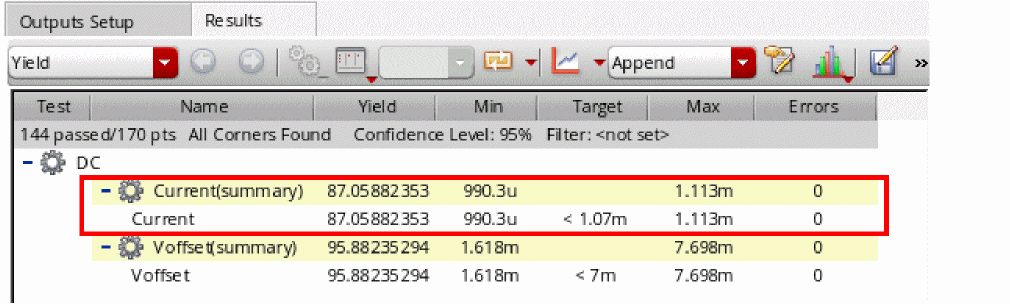 Outputs Setup Results
Yield Append »
Test Name Yield Min Target Max Errors
144 passed/170 pts All Corners Found Confidence Level: 95% Filter: <not set>
DC
Current(summary) 87.05882353 990.3u 1.113m 0
Current 87.05882353 990.3u < 1.07m 1.113m 0
Voffset(summary) 95.88235294 1.618m 7.698m 0
Voffset 95.88235294 1.618m < 7m 7.698m 0